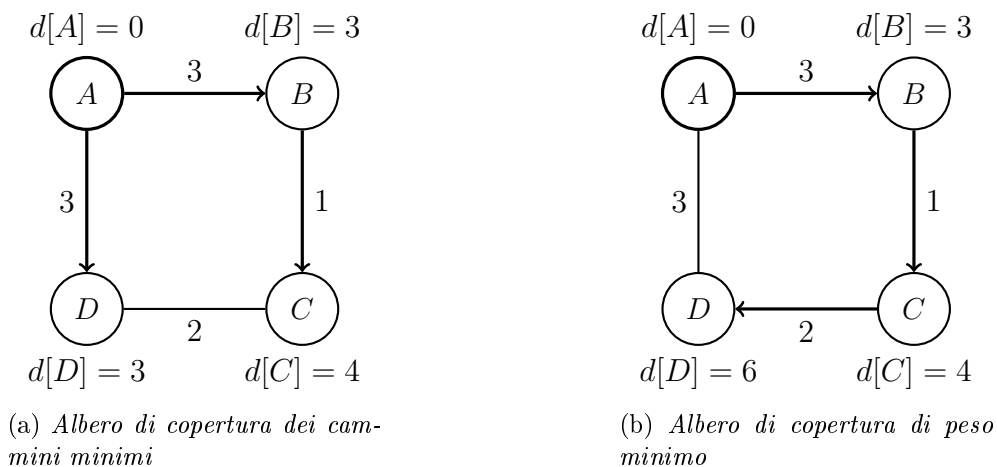 d[A] = 0
d[B] = 3
A
3
B
3
1
D
2
C
d[D] = 3
d[C] = 4
(a) Albero di copertura dei cam-
mini minimi
d[A] = 0
d[B] = 3
A
3
B
3
1
D
2
C
d[D] = 6
d[C] = 4
(b) Albero di copertura di peso
minimo